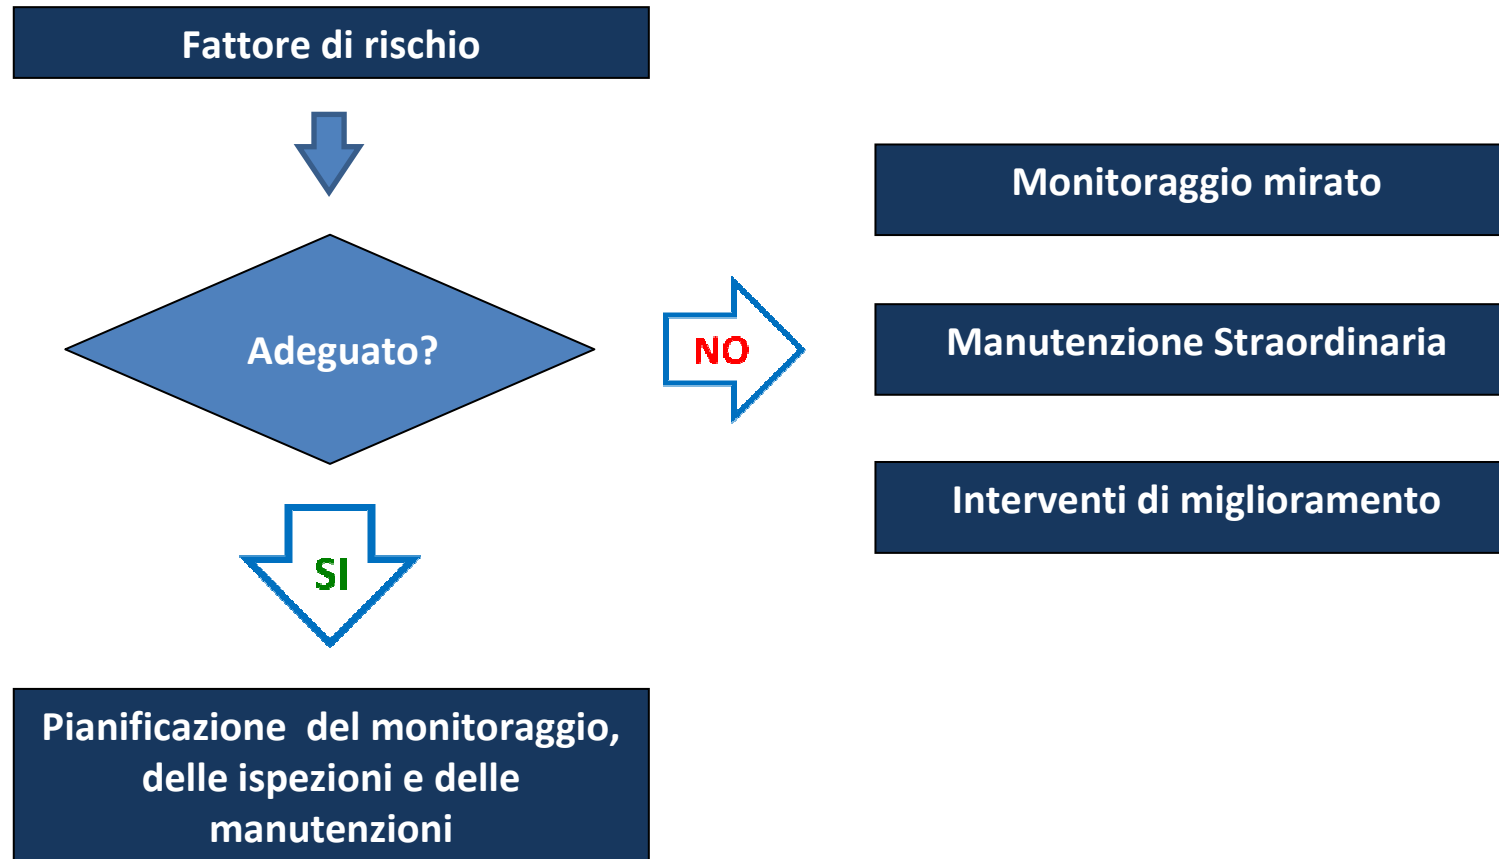 Fattore di rischio
Adeguato?
NO
Monitoraggio mirato
Manutenzione Straordinaria
Interventi di miglioramento
SI
Pianificazione  del monitoraggio,
delle ispezioni e delle
manutenzioni